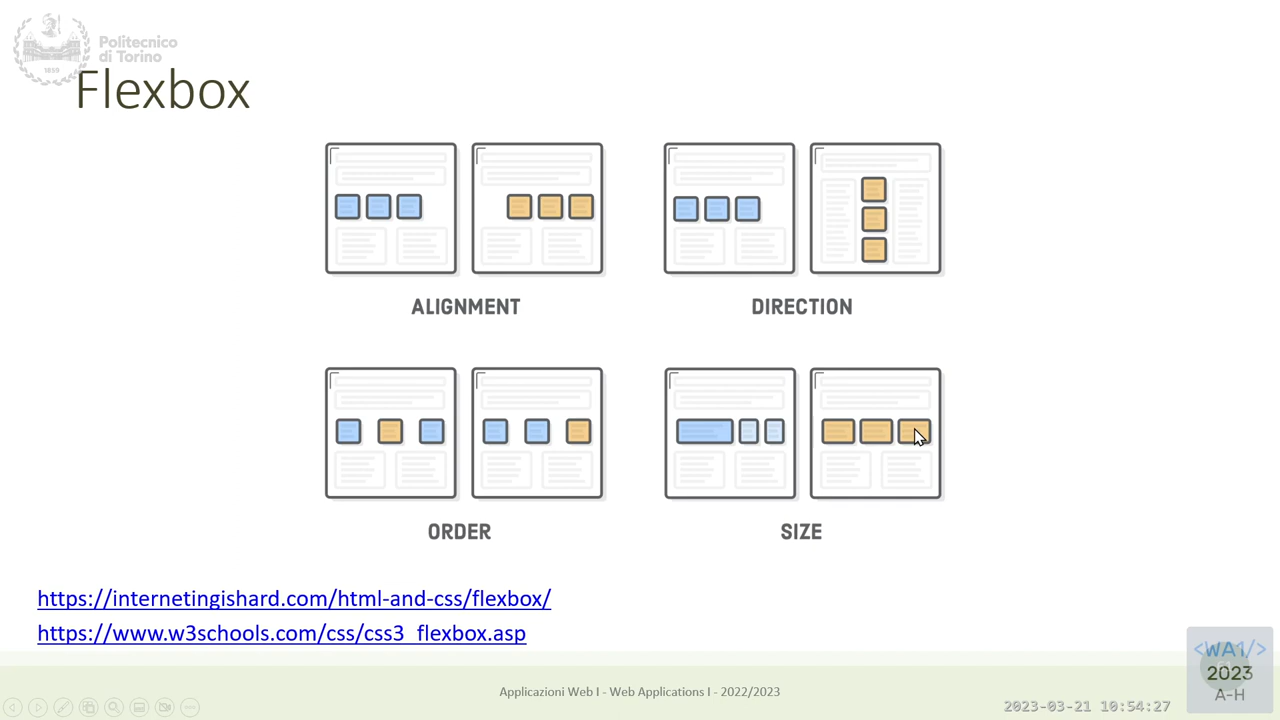 Politecnico
di Torino
1859
Flexbox
ALIGNMENT
DIRECTION
ORDER
SIZE
https://internetingishard.com/html-and-css/flexbox/
https://www.w3schools.com/css/css3_flexbox.asp
Applicazioni Web I - Web Applications I - 2022/2023
2023-03-21 10:54:27
<WA1/>
2023
A-H